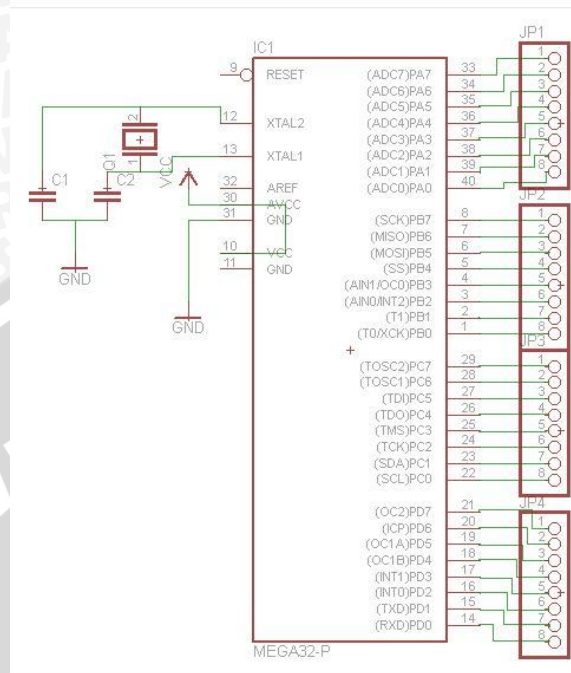 IC1
JP1
9 RESET (ADC7)PA7 33 1
(ADC6)PA6 34 2
(ADC5)PA5 35 3
12 XTAL2 (ADC4)PA4 36 4
(ADC3)PA3 37 5
13 XTAL1 (ADC2)PA2 38 6
(ADC1)PA1 39 7
32 AREF (ADC0)PA0 40 8
30 AVCC
31 GND
10 VCC
11 GND
2
Q1
1
VCC
C1
C2
GND
GND
JP2
(SCK)PB7 8 1
(MISO)PB6 7 2
(MOSI)PB5 6 3
(SS)PB4 5 4
(AIN1/OC0)PB3 4 5
(AIN0/INT2)PB2 3 6
(T1)PB1 2 7
(T0/XCK)PB0 1 8
JP3
(TOSC2)PC7 29 1
(TOSC1)PC6 28 2
(TDI)PC5 27 3
(TDO)PC4 26 4
(TMS)PC3 25 5
(TCK)PC2 24 6
(SDA)PC1 23 7
(SCL)PC0 22 8
JP4
(OC2)PD7 21 1
(ICP)PD6 20 2
(OC1A)PD5 19 3
(OC1B)PD4 18 4
(INT1)PD3 17 5
(INT0)PD2 16 6
(TXD)PD1 15 7
(RXD)PD0 14 8
MEGA32-P